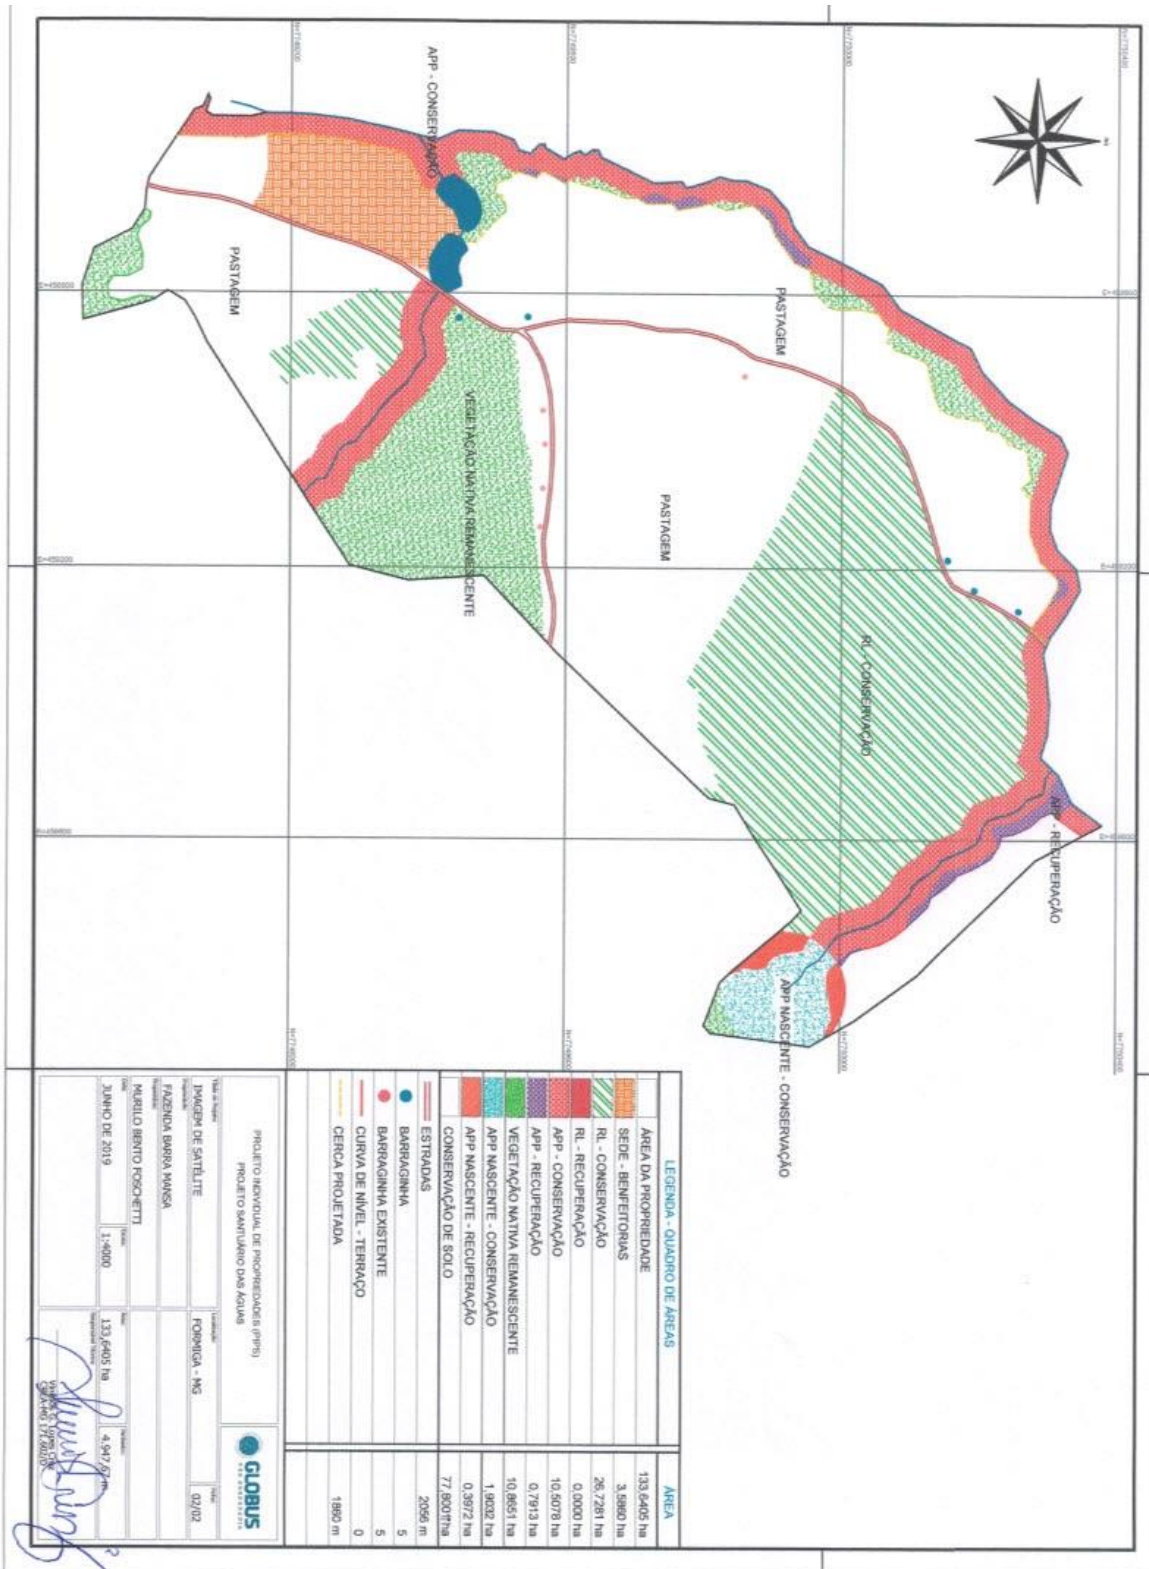 APP - CONSERVAÇÃO
PASTAGEM
PASTAGEM
PASTAGEM
VEGETAÇÃO NATIVA REMANESCENTE
RL - CONSERVAÇÃO
APP - RECUPERAÇÃO
APP NASCENTE - CONSERVAÇÃO
LEGENDA - QUADRO DE ÁREAS ÁREA
ÁREA DA PROPRIEDADE 133,6405 ha
SEDE - BENFEITORIAS 3,5860 ha
RL - CONSERVAÇÃO 26,7281 ha
RL - RECUPERAÇÃO 0,0000 ha
APP - CONSERVAÇÃO 10,5078 ha
APP - RECUPERAÇÃO 0,7913 ha
VEGETAÇÃO NATIVA REMANESCENTE 10,8651 ha
APP NASCENTE - CONSERVAÇÃO 1,9032 ha
APP NASCENTE - RECUPERAÇÃO 0,3972 ha
CONSERVAÇÃO DE SOLO
ESTRADAS 2056 m
BARRAGINHA 5
BARRAGINHA EXISTENTE 5
CURVA DE NÍVEL - TERRAÇO 0
CERCA PROJETADA 1860 m
PROJETO INDIVIDUAL DE PROPRIEDADES (PIPS)
PROJETO SANTUÁRIO DAS ÁGUAS
GLOBUS
IMAGEM DE SATÉLITE
FORMIGA - MG
02/02
FAZENDA BARRA MANSA
MURILO BENTO FOSCHETTI
JUNHO DE 2019
1:4000
133,6405 ha